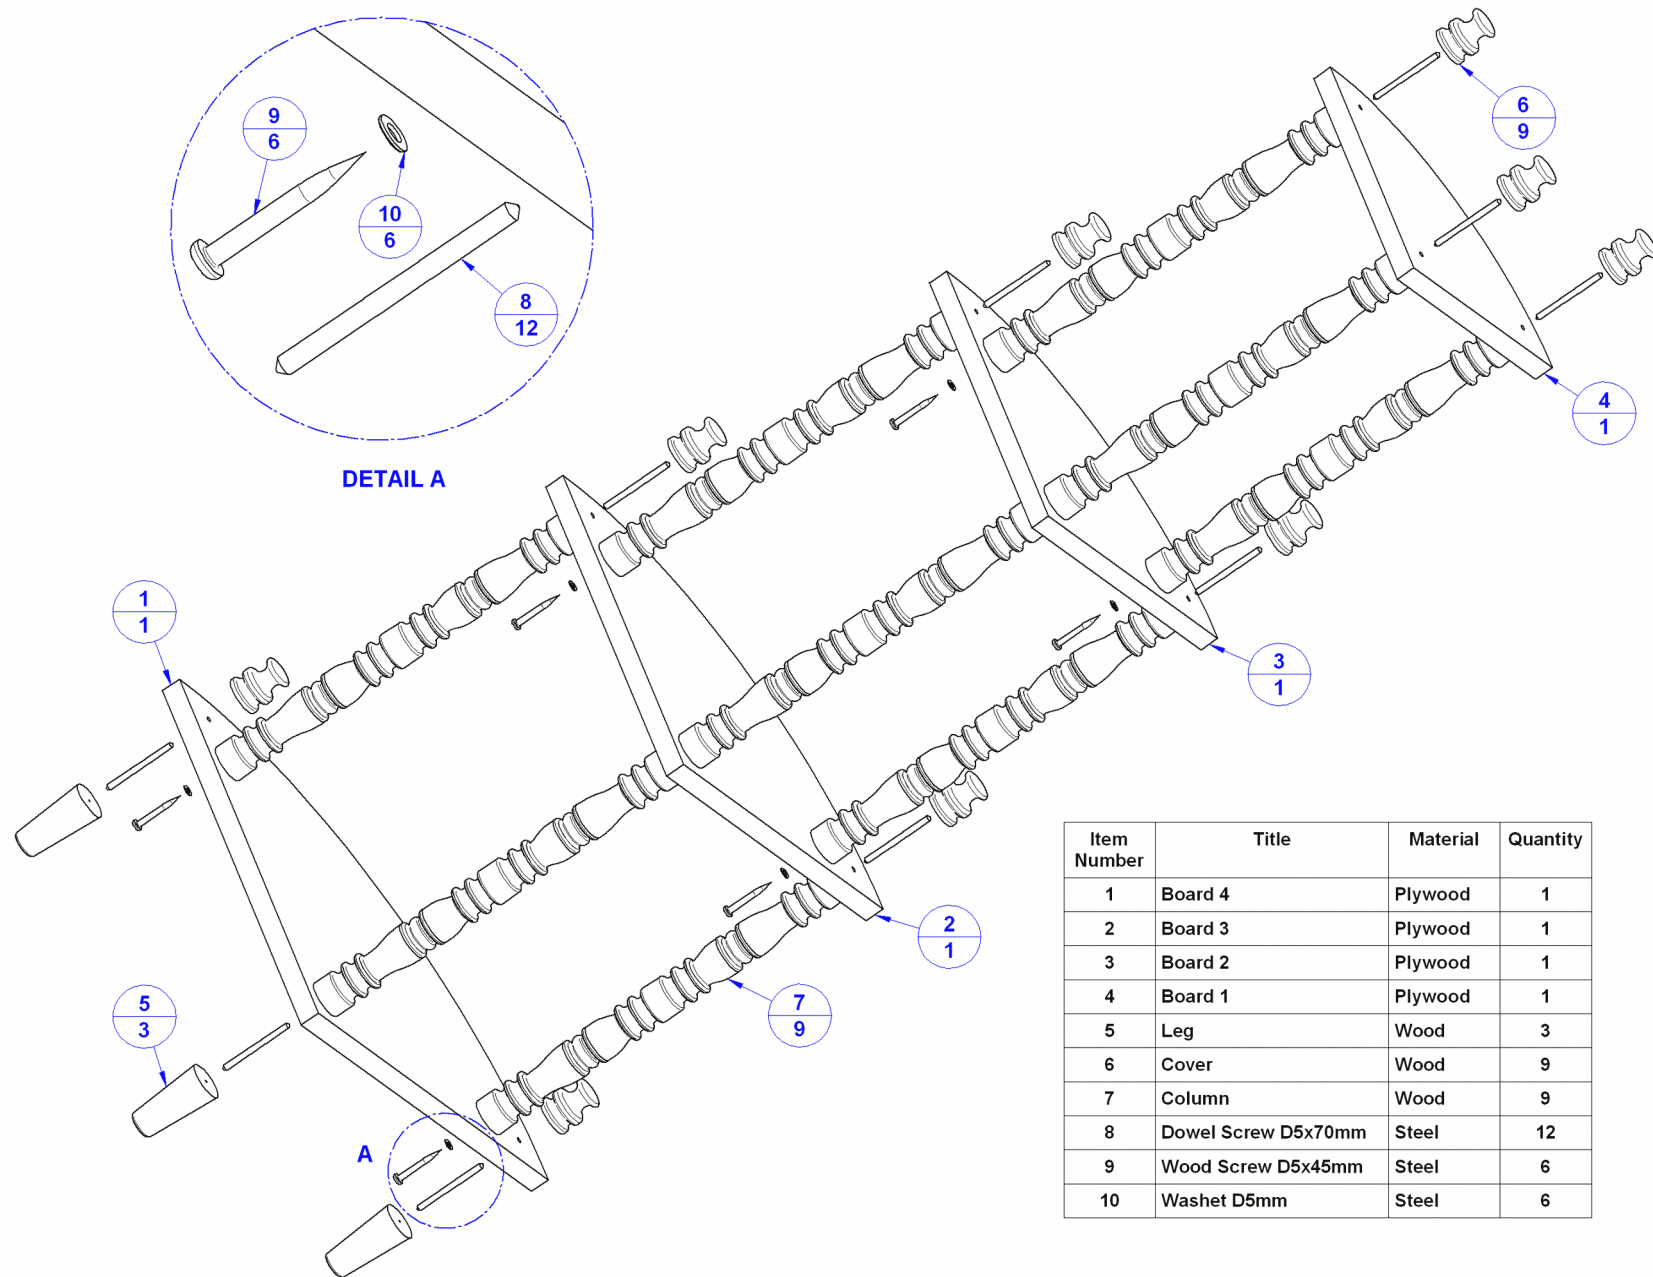 9
6
10
6
8
12
DETAIL A
6
9
4
1
1
1
3
1
2
1
7
9
5
3
A
Item Number Title Material Quantity
1 Board 4 Plywood 1
2 Board 3 Plywood 1
3 Board 2 Plywood 1
4 Board 1 Plywood 1
5 Leg Wood 3
6 Cover Wood 9
7 Column Wood 9
8 Dowel Screw D5x70mm Steel 12
9 Wood Screw D5x45mm Steel 6
10 Washet D5mm Steel 6